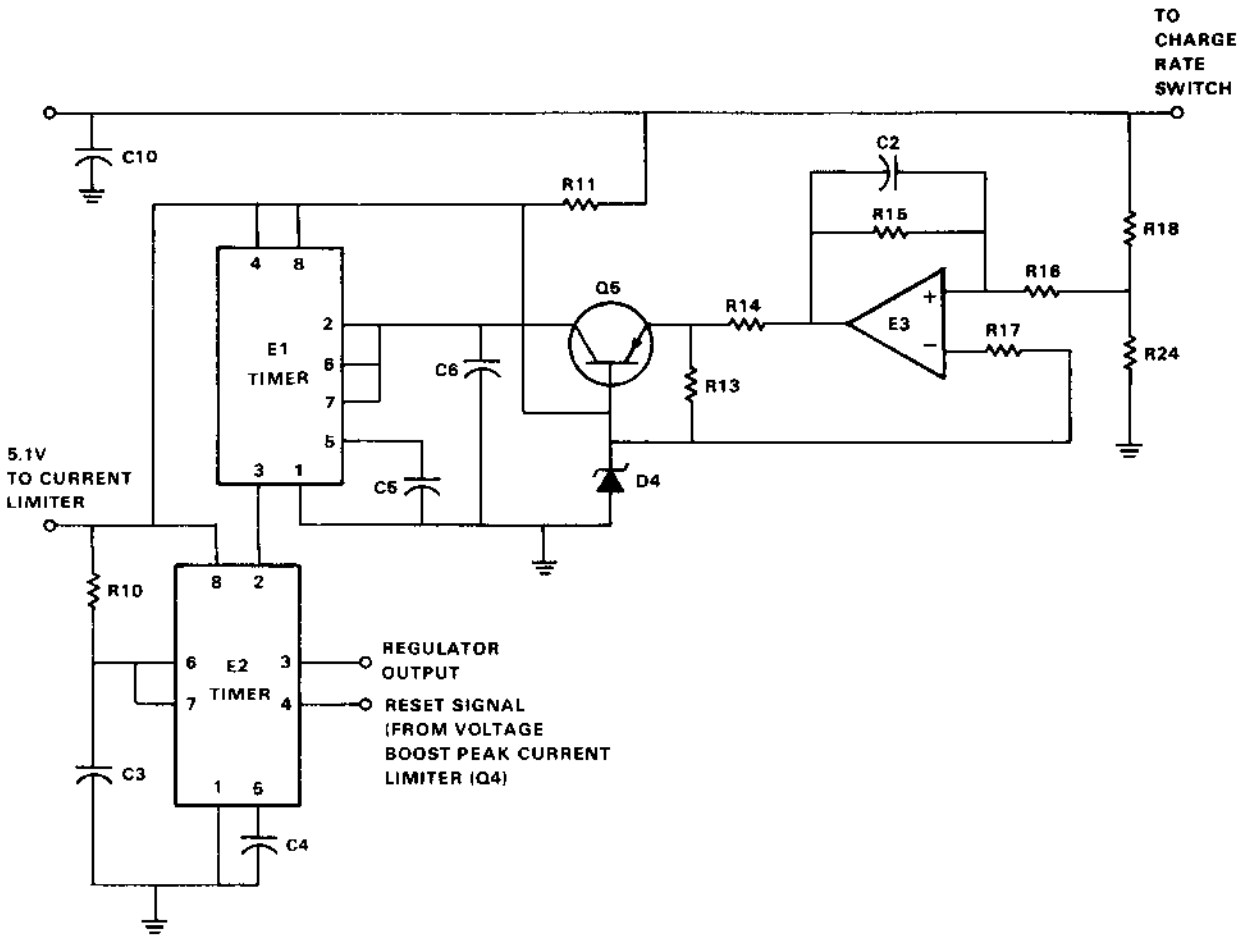 TO
CHARGE
RATE
SWITCH
C10
C2
R11
R15
R18
4 8
Q5
R14
+
R16
2
E3
E1
TIMER
6
C6
−
R17
R24
R13
7
5
5.1V
TO CURRENT
LIMITER
3 1
C5
D4
8 2
R10
6
E2
TIMER
3
REGULATOR
OUTPUT
7
4
RESET SIGNAL
(FROM VOLTAGE
BOOST PEAK CURRENT
LIMITER (Q4)
C3
1 5
C4